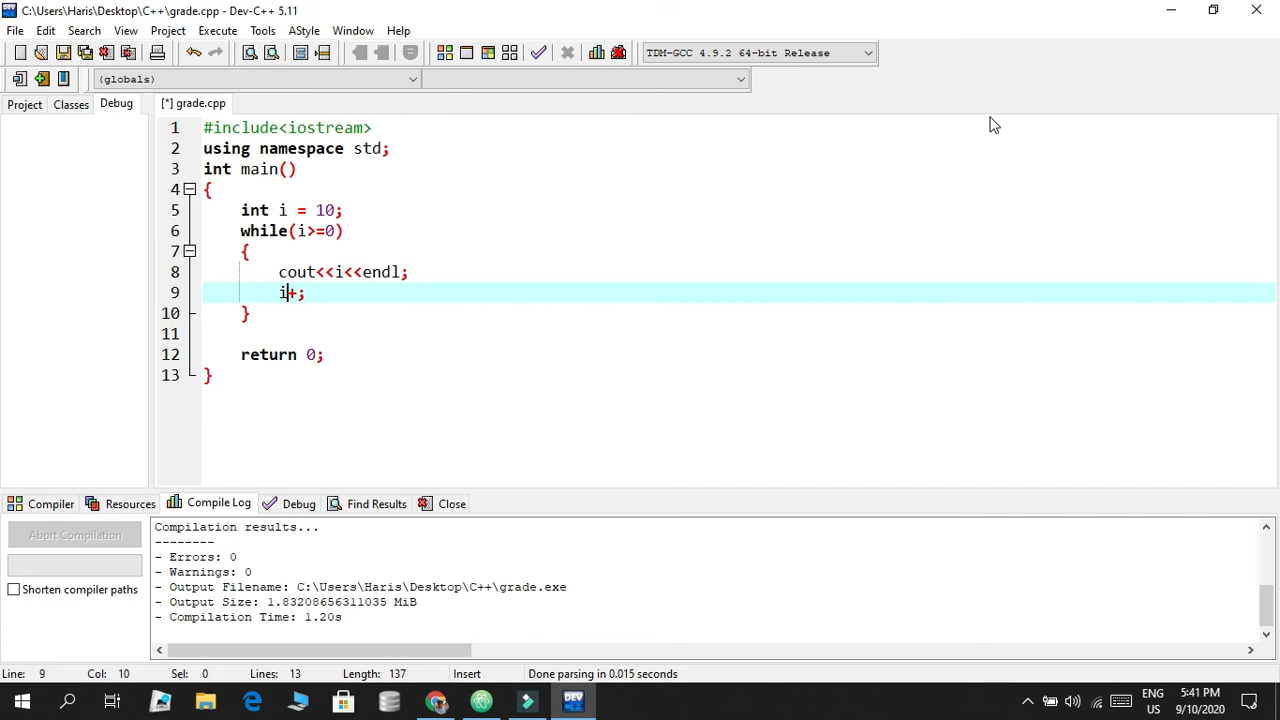 C:\Users\Haris\Desktop\C++\grade.cpp - Dev-C++ 5.11
File Edit Search View Project Execute Tools AStyle Window Help
TDM-GCC 4.9.2 64-bit Release
(globals)
Project Classes Debug [*] grade.cpp
1 #include<iostream>
2 using namespace std;
3 int main()
4 {
5 int i = 10;
6 while(i>=0)
7 {
8 cout<<i<<endl;
9 i+;
10 }
11
12 return 0;
13 }
Compiler Resources Compile Log Debug Find Results Close
Abort Compilation
Shorten compiler paths
Compilation results...
--------
- Errors: 0
- Warnings: 0
- Output Filename: C:\Users\Haris\Desktop\C++\grade.exe
- Output Size: 1.83208656311035 MiB
- Compilation Time: 1.20s
Line: 9 Col: 10 Sel: 0 Lines: 13 Length: 137 Insert Done parsing in 0.015 seconds
DEV
ENG
US
5:41 PM
9/10/2020